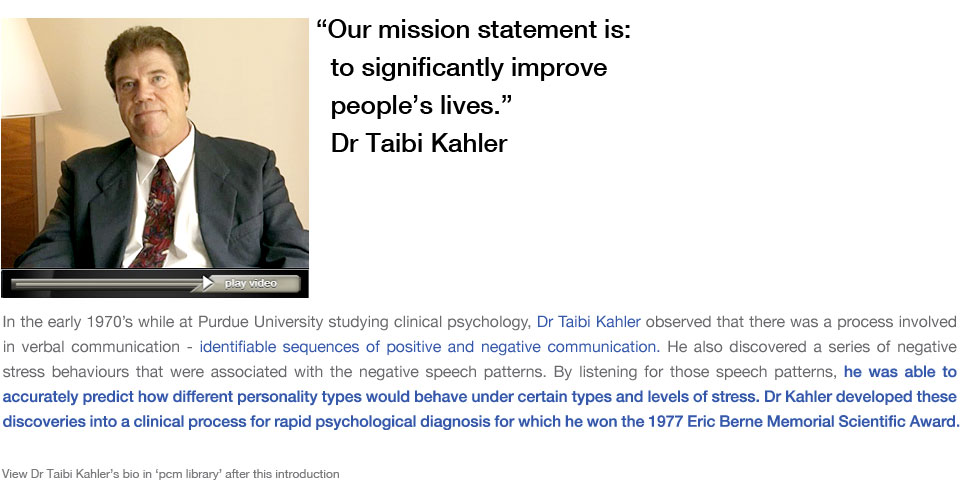 “Our mission statement is:
to significantly improve
people’s lives.”
Dr Taibi Kahler
play video
In the early 1970’s while at Purdue University studying clinical psychology, Dr Taibi Kahler observed that there was a process involved
in verbal communication - identifiable sequences of positive and negative communication. He also discovered a series of negative
stress behaviours that were associated with the negative speech patterns. By listening for those speech patterns, he was able to
accurately predict how different personality types would behave under certain types and levels of stress. Dr Kahler developed these
discoveries into a clinical process for rapid psychological diagnosis for which he won the 1977 Eric Berne Memorial Scientific Award.
View Dr Taibi Kahler’s bio in ‘pcm library’ after this introduction